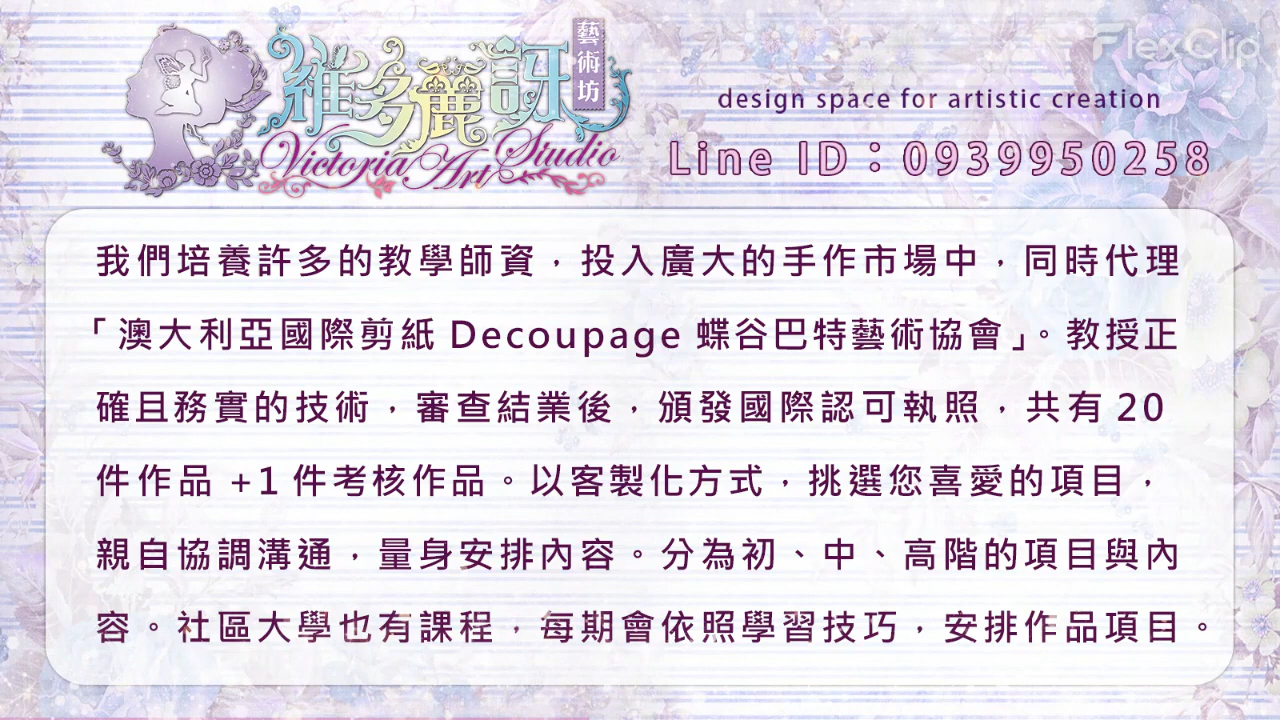 維多麗訝
藝術坊
Victoria Art Studio
FlexClip
design space for artistic creation
Line ID：0939950258
我們培養許多的教學師資，投入廣大的手作市場中，同時代理
「澳大利亞國際剪紙 Decoupage 蝶谷巴特藝術協會」。教授正
確且務實的技術，審查結業後，頒發國際認可執照，共有 20
件作品 +1 件考核作品。以客製化方式，挑選您喜愛的項目，
親自協調溝通，量身安排內容。分為初、中、高階的項目與內
容。社區大學也有課程，每期會依照學習技巧，安排作品項目。